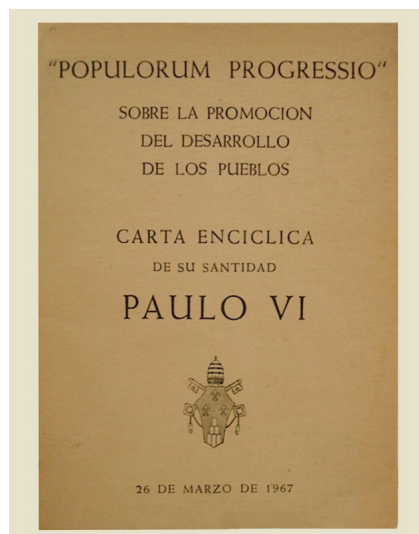 "POPULORUM PROGRESSIO"
SOBRE LA PROMOCION
DEL DESARROLLO
DE LOS PUEBLOS
CARTA ENCICLICA
DE SU SANTIDAD
PAULO VI
26 DE MARZO DE 1967